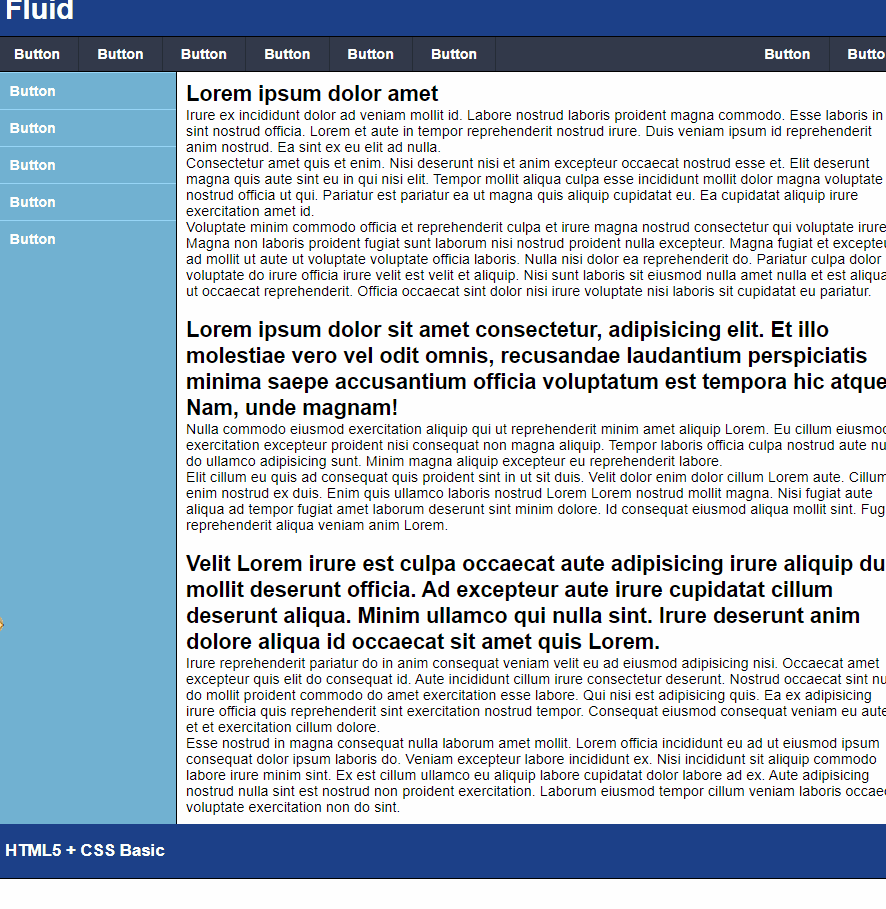 Fluid
Button Button Button Button Button Button Button
Button
Button
Button
Button
Button
Lorem ipsum dolor amet
Irure ex incididunt dolor ad veniam mollit id. Labore nostrud laboris proident magna commodo. Esse laboris in
sint nostrud officia. Lorem et aute in tempor reprehenderit nostrud irure. Duis veniam ipsum id reprehenderit
anim nostrud. Ea sint ex eu elit ad nulla.
Consectetur amet quis et enim. Nisi deserunt nisi et anim excepteur occaecat nostrud esse et. Elit deserunt
magna quis aute sint eu in qui nisi elit. Tempor mollit aliqua culpa esse incididunt mollit dolor magna voluptate
nostrud officia ut qui. Pariatur est pariatur ea ut magna quis aliquip cupidatat eu. Ea cupidatat aliquip irure
exercitation amet id.
Voluptate minim commodo officia et reprehenderit culpa et irure magna nostrud consectetur qui voluptate irure
Magna non laboris proident fugiat sunt laborum nisi nostrud proident nulla excepteur. Magna fugiat et
ad mollit ut aute ut voluptate voluptate officia laboris. Nulla nisi dolor ea reprehenderit do. Pariatur culpa dolor
voluptate do irure officia irure velit est velit et aliquip. Nisi sunt laboris sit eiusmod nulla amet nulla et est aliqua
ut occaecat reprehenderit. Officia occaecat sint dolor nisi irure voluptate nisi laboris sit cupidatat eu pariatur.
Lorem ipsum dolor sit amet consectetur, adipisicing elit. Et illo
molestiae vero vel odit omnis, recusandae laudantium perspiciatis
minima saepe accusantium officia voluptatum est tempora hic atque
Nam, unde magnam!
Nulla commodo eiusmod exercitation aliquip qui ut reprehenderit minim amet aliquip Lorem. Eu cillum
exercitation excepteur proident nisi consequat non magna aliquip. Tempor laboris officia culpa nostrud aute
do ullamco adipisicing sunt. Minim magna aliquip excepteur eu reprehenderit labore.
Elit cillum eu quis ad consequat quis proident sint in ut sit duis. Velit dolor enim dolor cillum Lorem aute. Cillum
enim nostrud ex duis. Enim quis ullamco laboris nostrud Lorem Lorem nostrud mollit magna. Nisi fugiat aute
aliqua ad tempor fugiat amet laborum deserunt sint minim dolore. Id consequat eiusmod aliqua mollit sint.
reprehenderit aliqua veniam anim Lorem.
Velit Lorem irure est culpa occaecat aute adipisicing irure aliquip
mollit deserunt officia. Ad excepteur aute irure cupidatat cillum
deserunt aliqua. Minim ullamco qui nulla sint. Irure deserunt anim
dolore aliqua id occaecat sit amet quis Lorem.
Irure reprehenderit pariatur do in anim consequat veniam velit eu ad eiusmod adipisicing nisi. Occaecat amet
excepteur quis elit do consequat id. Aute incididunt cillum irure consectetur deserunt. Nostrud occaecat sint
do mollit proident commodo do amet exercitation esse labore. Qui nisi est adipisicing quis. Ea ex adipisicing
irure officia quis reprehenderit sint exercitation nostrud tempor. Consequat eiusmod consequat veniam eu aute
et et exercitation cillum dolore.
Esse nostrud in magna consequat nulla laborum amet mollit. Lorem officia incididunt eu ad ut eiusmod ipsum
consequat dolor ipsum laboris do. Veniam excepteur labore incididunt ex. Nisi incididunt sit aliquip commodo
labore irure minim sint. Ex est cillum ullamco eu aliquip labore cupidatat dolor labore ad ex. Aute adipisicing
nostrud nulla sint est nostrud non proident exercitation. Laborum eiusmod tempor cillum veniam laboris
voluptate exercitation non do sint.
HTML5 + CSS Basic